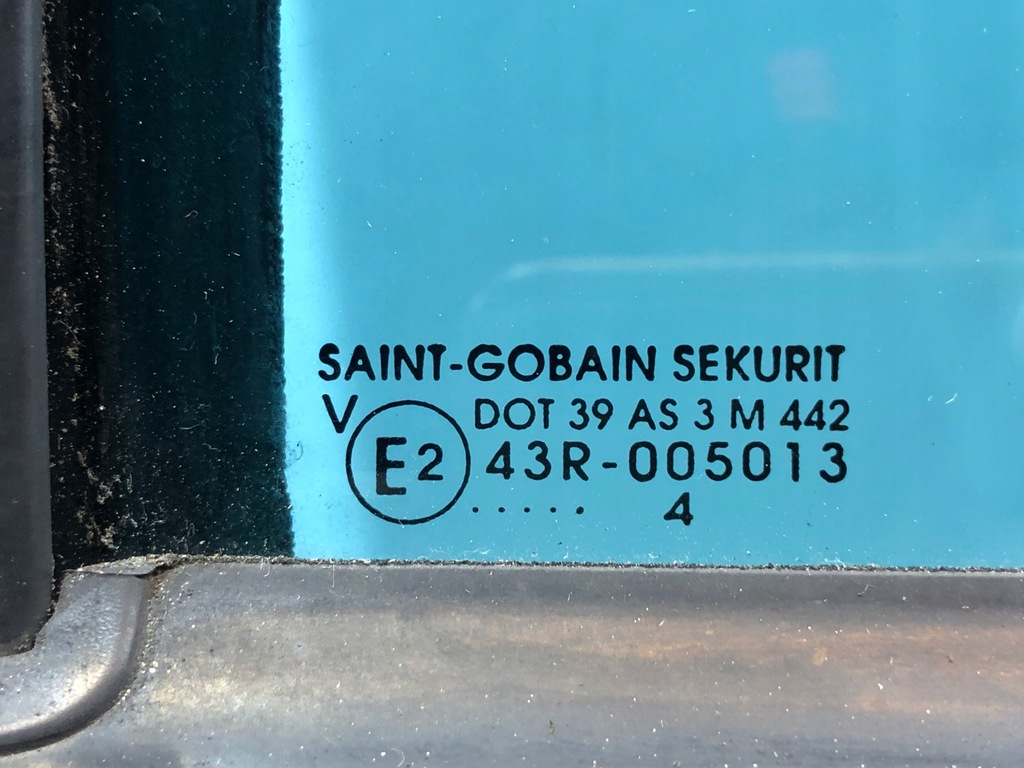 SAINT-GOBAIN SEKURIT
V DOT 39 AS 3 M 442
E2 43R-005013
..... 4